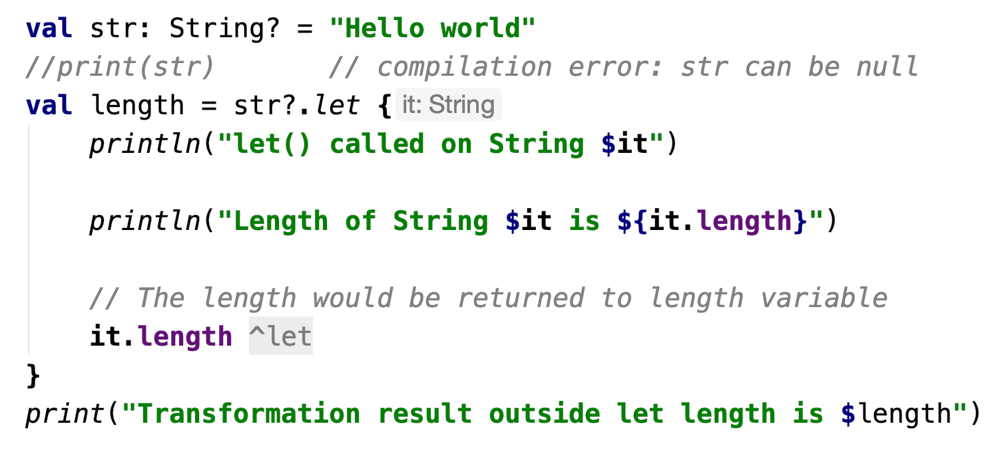 val str: String? = "Hello world"
//print(str)       // compilation error: str can be null
val length = str?.let { it: String
    println("let() called on String $it")

    println("Length of String $it is ${it.length}")

    // The length would be returned to length variable
    it.length ^let
}
print("Transformation result outside let length is $length")